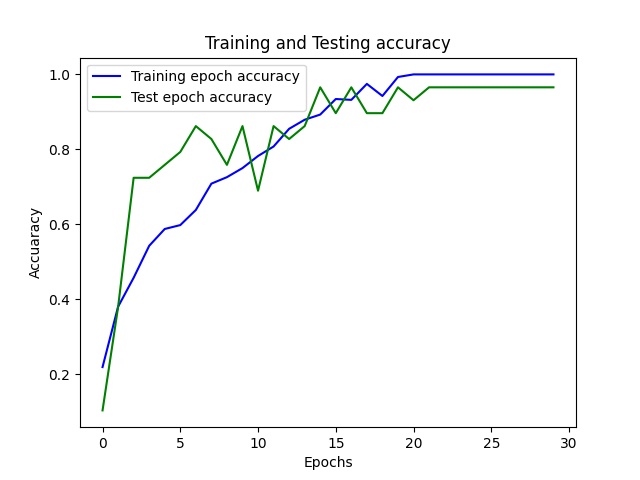 Training and Testing accuracy
Training epoch accuracy
Test epoch accuracy
1.0
0.8
0.6
0.4
0.2
Accuaracy
0 5 10 15 20 25 30
Epochs